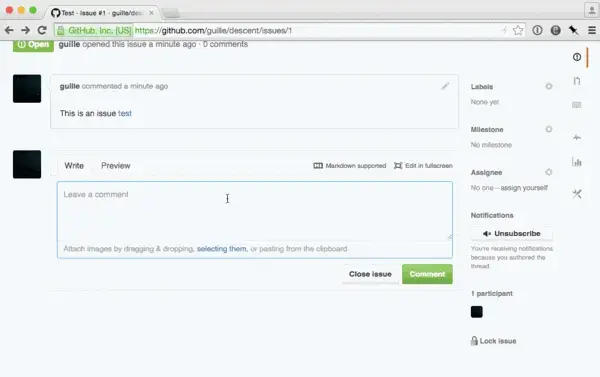 Test - Issue #1 - guille/desc
GitHub, Inc. [US] https://github.com/guille/descent/issues/1
Open guille opened this issue a minute ago · 0 comments
guille commented a minute ago
This is an issue test
Labels
None yet
Milestone
No milestone
Assignee
No one—assign yourself
Notifications
Unsubscribe
You're receiving notifications
because you authored the
thread.
1 participant
Lock issue
Write Preview Markdown supported Edit in fullscreen
Leave a comment
Attach images by dragging & dropping, selecting them, or pasting from the clipboard
Close issue Comment